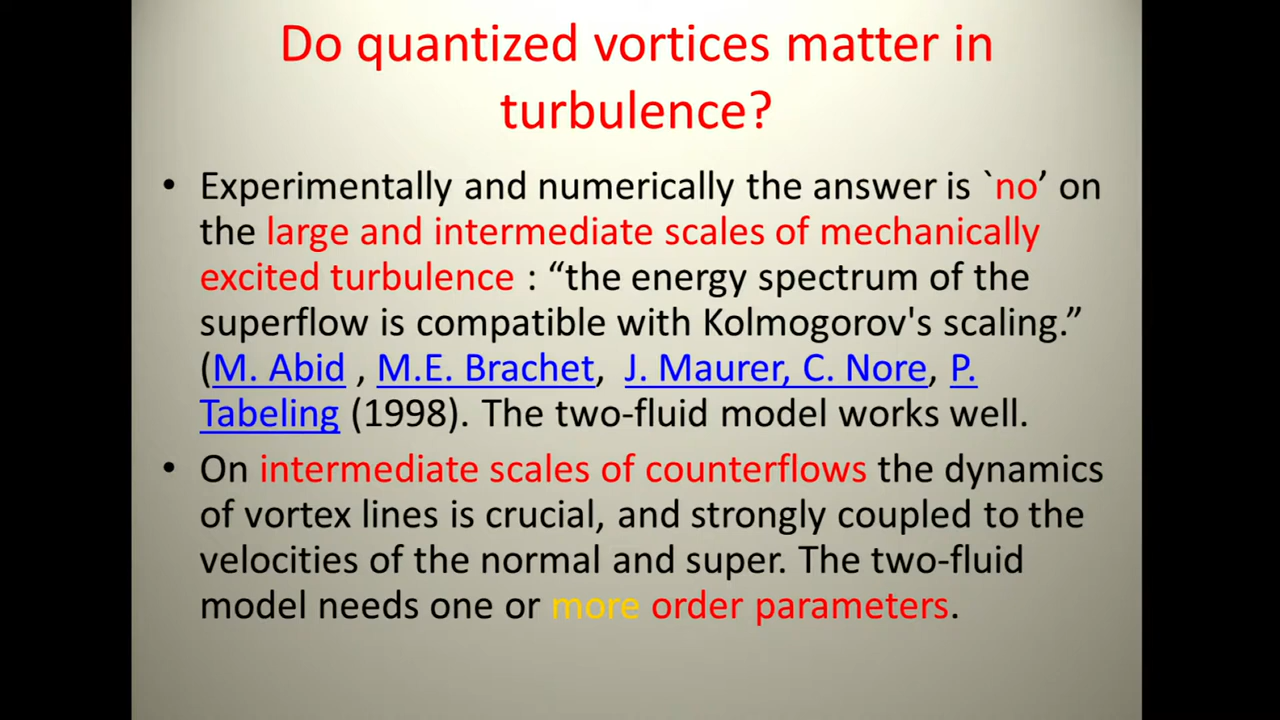 Do quantized vortices matter in
turbulence?
• Experimentally and numerically the answer is `no’ on
the large and intermediate scales of mechanically
excited turbulence : “the energy spectrum of the
superflow is compatible with Kolmogorov's scaling.”
(M. Abid , M.E. Brachet, J. Maurer, C. Nore, P.
Tabeling (1998). The two-fluid model works well.
• On intermediate scales of counterflows the dynamics
of vortex lines is crucial, and strongly coupled to the
velocities of the normal and super. The two-fluid
model needs one or more order parameters.